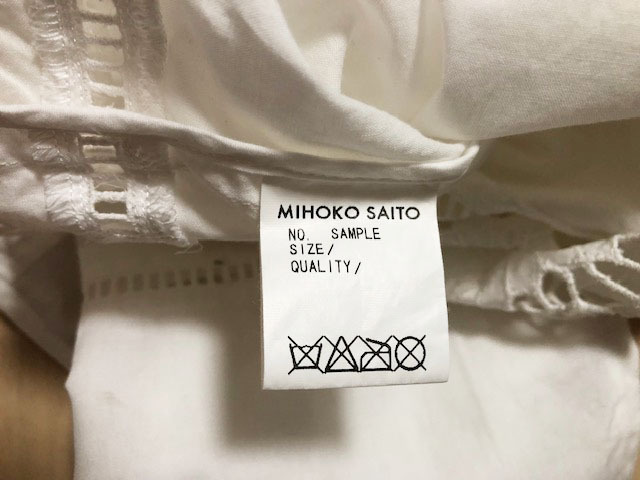 MIHOKO SAITO
NO. SAMPLE
SIZE/
QUALITY/